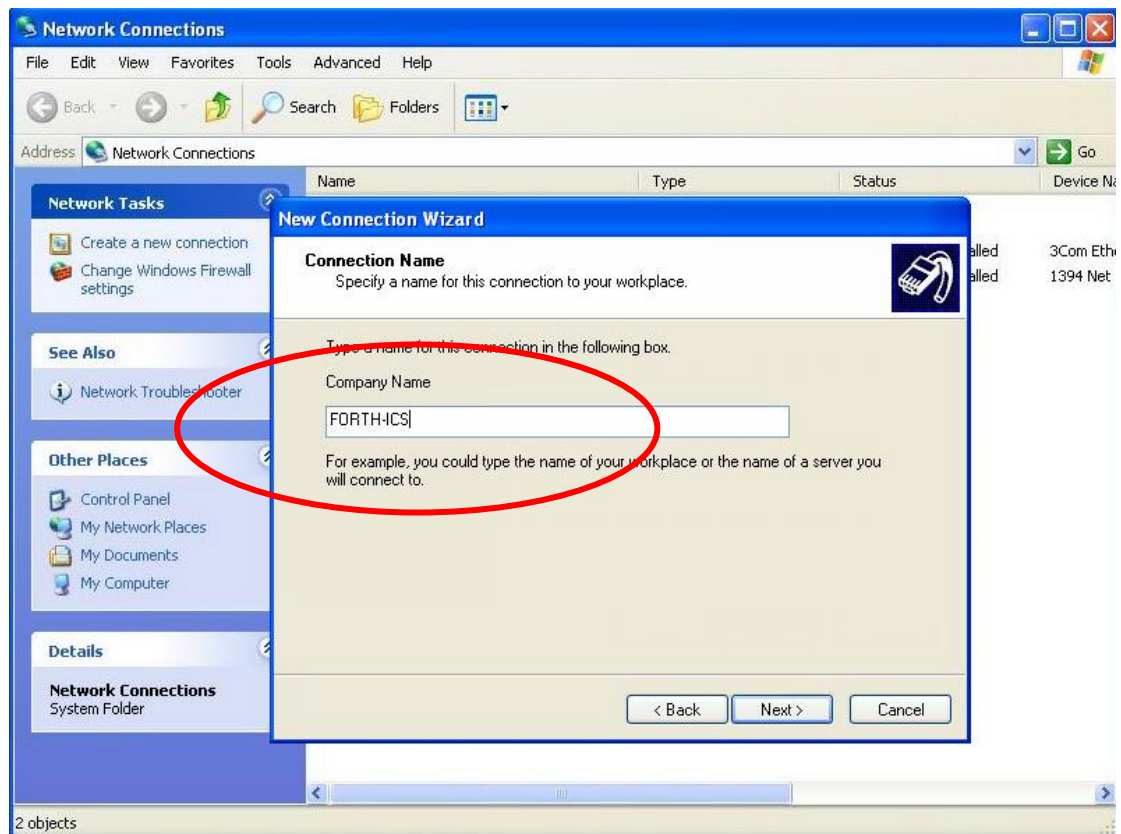 Network Connections
File Edit View Favorites Tools Advanced Help
Back Search Folders
Address Network Connections Go
Name Type Status Device Na
Network Tasks
Create a new connection
Change Windows Firewall
settings
See Also
Network Troubleshooter
Other Places
Control Panel
My Network Places
My Documents
My Computer
Details
Network Connections
System Folder
New Connection Wizard
Connection Name
Specify a name for this connection to your workplace.
Type a name for this connection in the following box.
Company Name
FORTH-ICS
For example, you could type the name of your workplace or the name of a server you
will connect to.
< Back Next > Cancel
alled 3Com Ethe
alled 1394 Net
2 objects